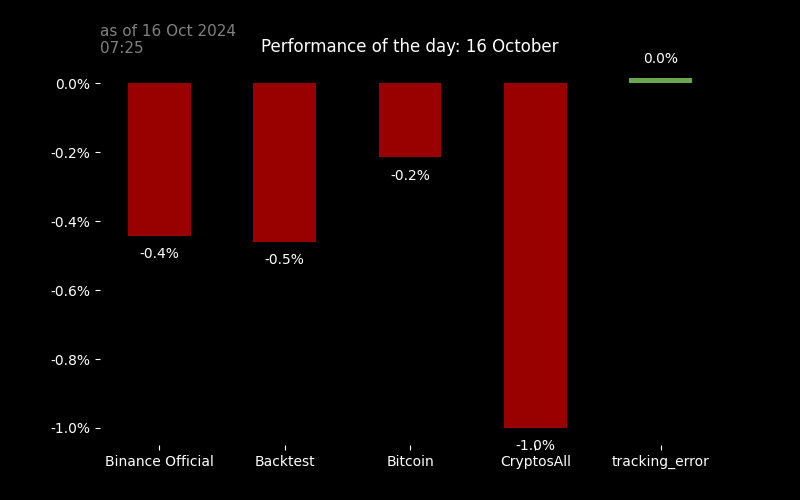 as of 16 Oct 2024
07:25
Performance of the day: 16 October
0.0%
0.0%
-0.2%
-0.2%
-0.4%
-0.4%
-0.5%
-0.6%
-0.8%
-1.0%
-1.0%
Binance Official
Backtest
Bitcoin
CryptosAll
tracking_error